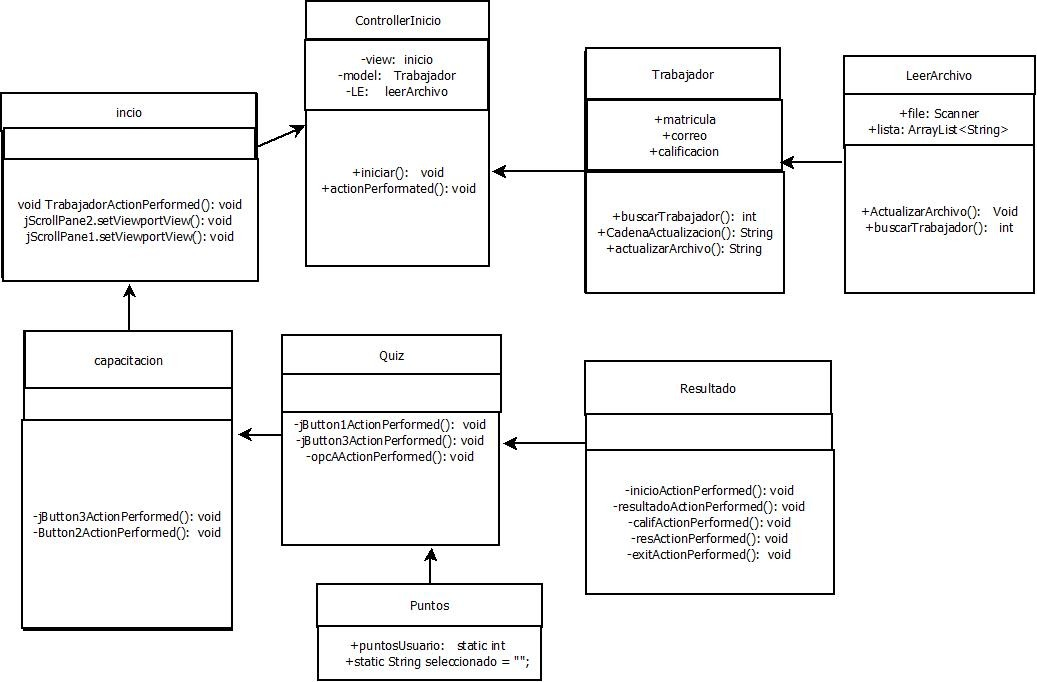 ControllerInicio
-view: inicio
-model: Trabajador
-LE: leerArchivo
+iniciar(): void
+actionPerformated(): void
Trabajador
+matricula
+correo
+calificacion
+buscarTrabajador(): int
+CadenaActualizacion(): String
+actualizarArchivo(): String
LeerArchivo
+file: Scanner
+lista: ArrayList<String>
+ActualizarArchivo(): Void
+buscarTrabajador(): int
incio
void TrabajadorActionPerformed(): void
jScrollPane2.setViewportView(): void
jScrollPane1.setViewportView(): void
capacitacion
-jButton3ActionPerformed(): void
-Button2ActionPerformed(): void
Quiz
-jButton1ActionPerformed(): void
-jButton3ActionPerformed(): void
-opcAActionPerformed(): void
Resultado
-inicioActionPerformed(): void
-resultadoActionPerformed(): void
-califActionPerformed(): void
-resActionPerformed(): void
-exitActionPerformed(): void
Puntos
+puntosUsuario: static int
+static String seleccionado = "";